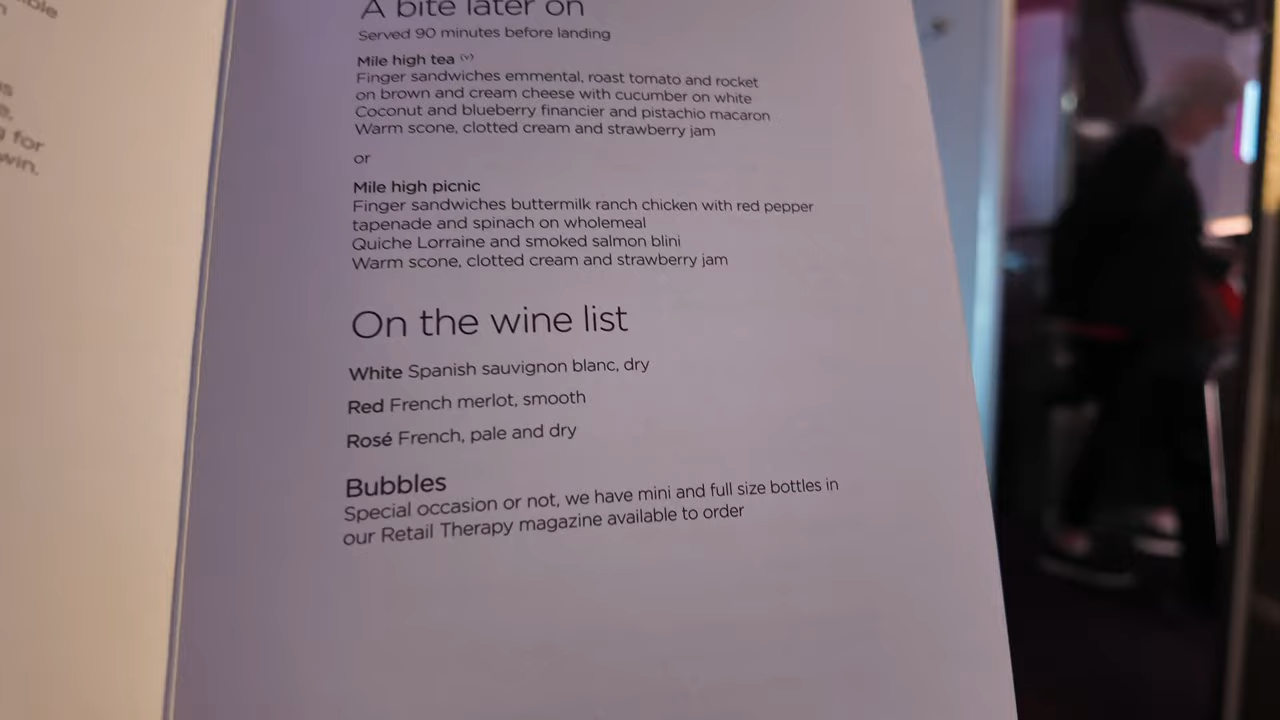 A bite later on
Served 90 minutes before landing
Mile high tea (v)
Finger sandwiches emmental, roast tomato and rocket
on brown and cream cheese with cucumber on white
Coconut and blueberry financier and pistachio macaron
Warm scone, clotted cream and strawberry jam
or
Mile high picnic
Finger sandwiches buttermilk ranch chicken with red pepper
tapenade and spinach on wholemeal
Quiche Lorraine and smoked salmon blini
Warm scone, clotted cream and strawberry jam
On the wine list
White Spanish sauvignon blanc, dry
Red French merlot, smooth
Rosé French, pale and dry
Bubbles
Special occasion or not, we have mini and full size bottles in
our Retail Therapy magazine available to order
for